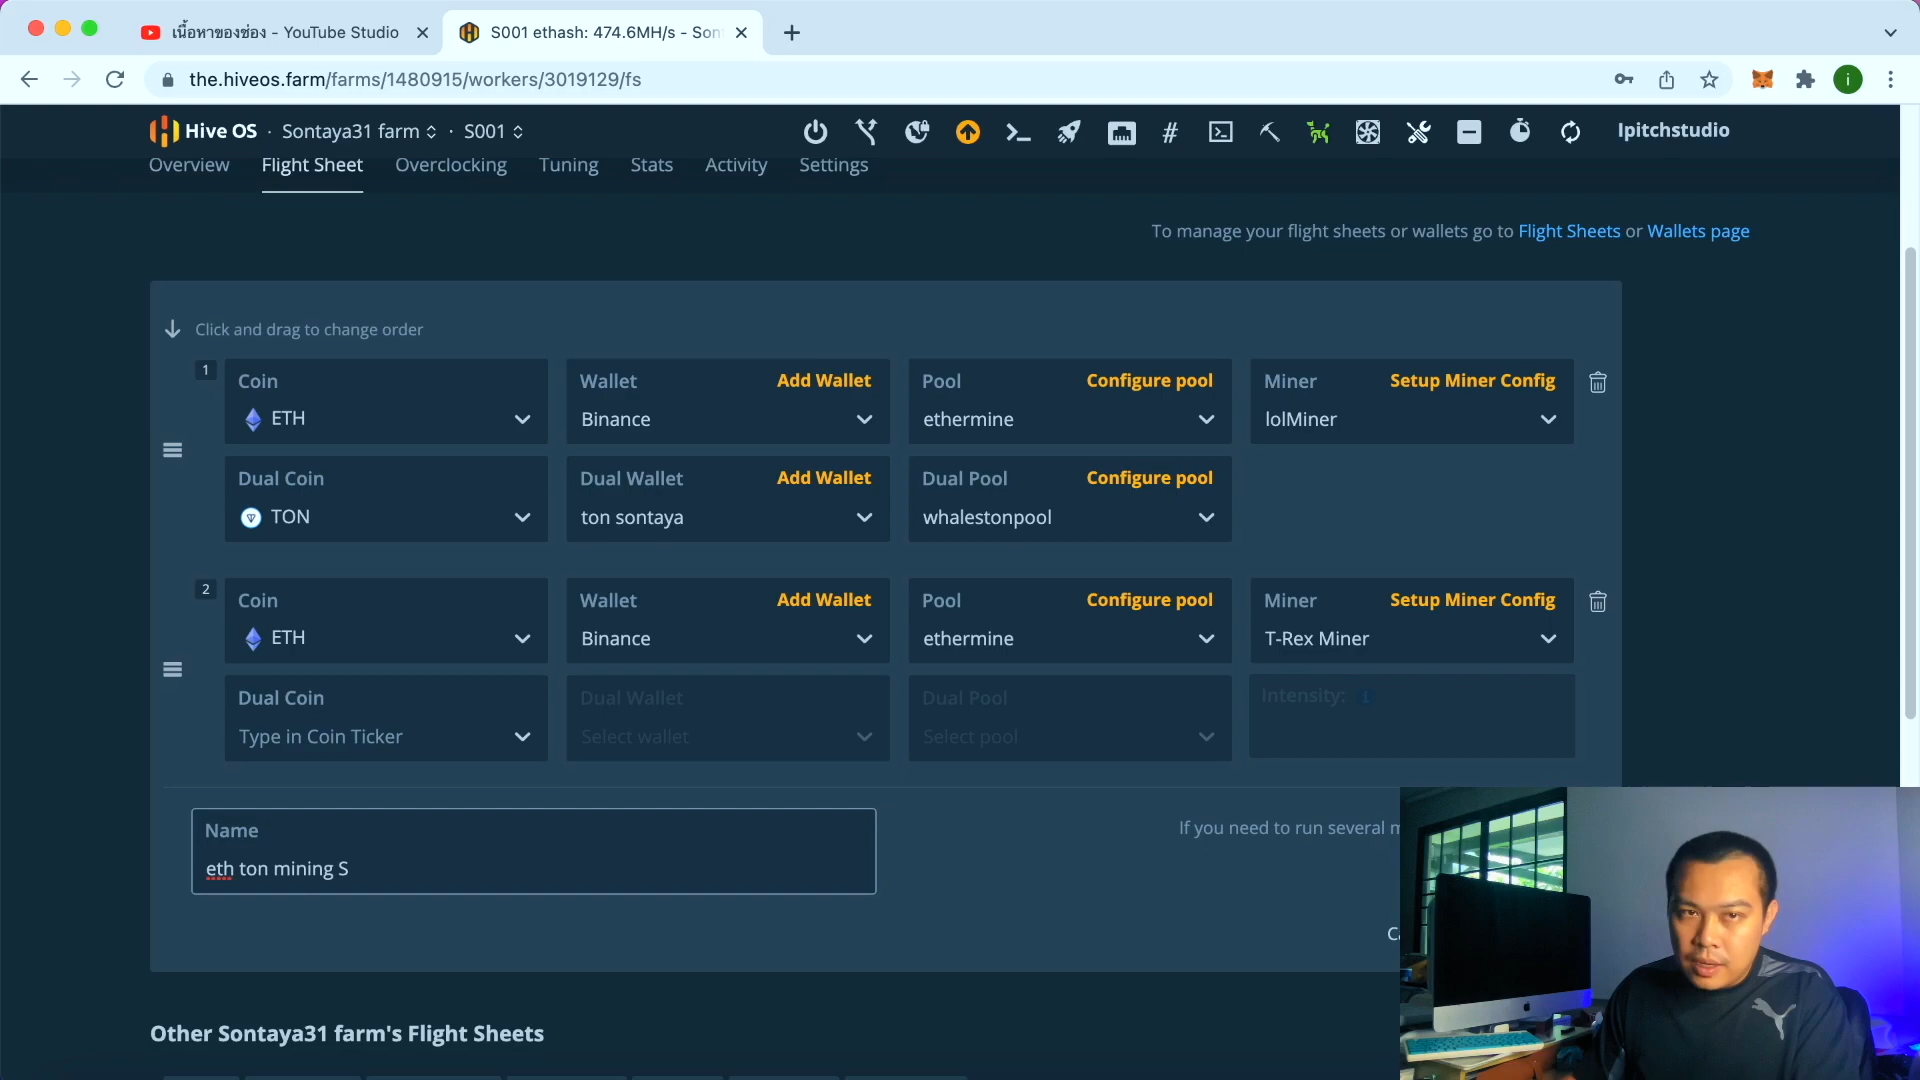 เนื้อหาของช่อง - YouTube Studio
S001 ethash: 474.6MH/s - Son
the.hiveos.farm/farms/1480915/workers/3019129/fs
i
Hive OS · Sontaya31 farm · S001
Ipitchstudio
Overview Flight Sheet Overclocking Tuning Stats Activity Settings
To manage your flight sheets or wallets go to Flight Sheets or Wallets page
Click and drag to change order
1
Coin Wallet Add Wallet Pool Configure pool Miner Setup Miner Config
ETH Binance ethermine lolMiner
Dual Coin Dual Wallet Add Wallet Dual Pool Configure pool
TON ton sontaya whalestonpool
2
Coin Wallet Add Wallet Pool Configure pool Miner Setup Miner Config
ETH Binance ethermine T-Rex Miner
Dual Coin Dual Wallet Dual Pool Intensity:
Type in Coin Ticker Select wallet Select pool
Name
eth ton mining S
If you need to run several
Other Sontaya31 farm's Flight Sheets